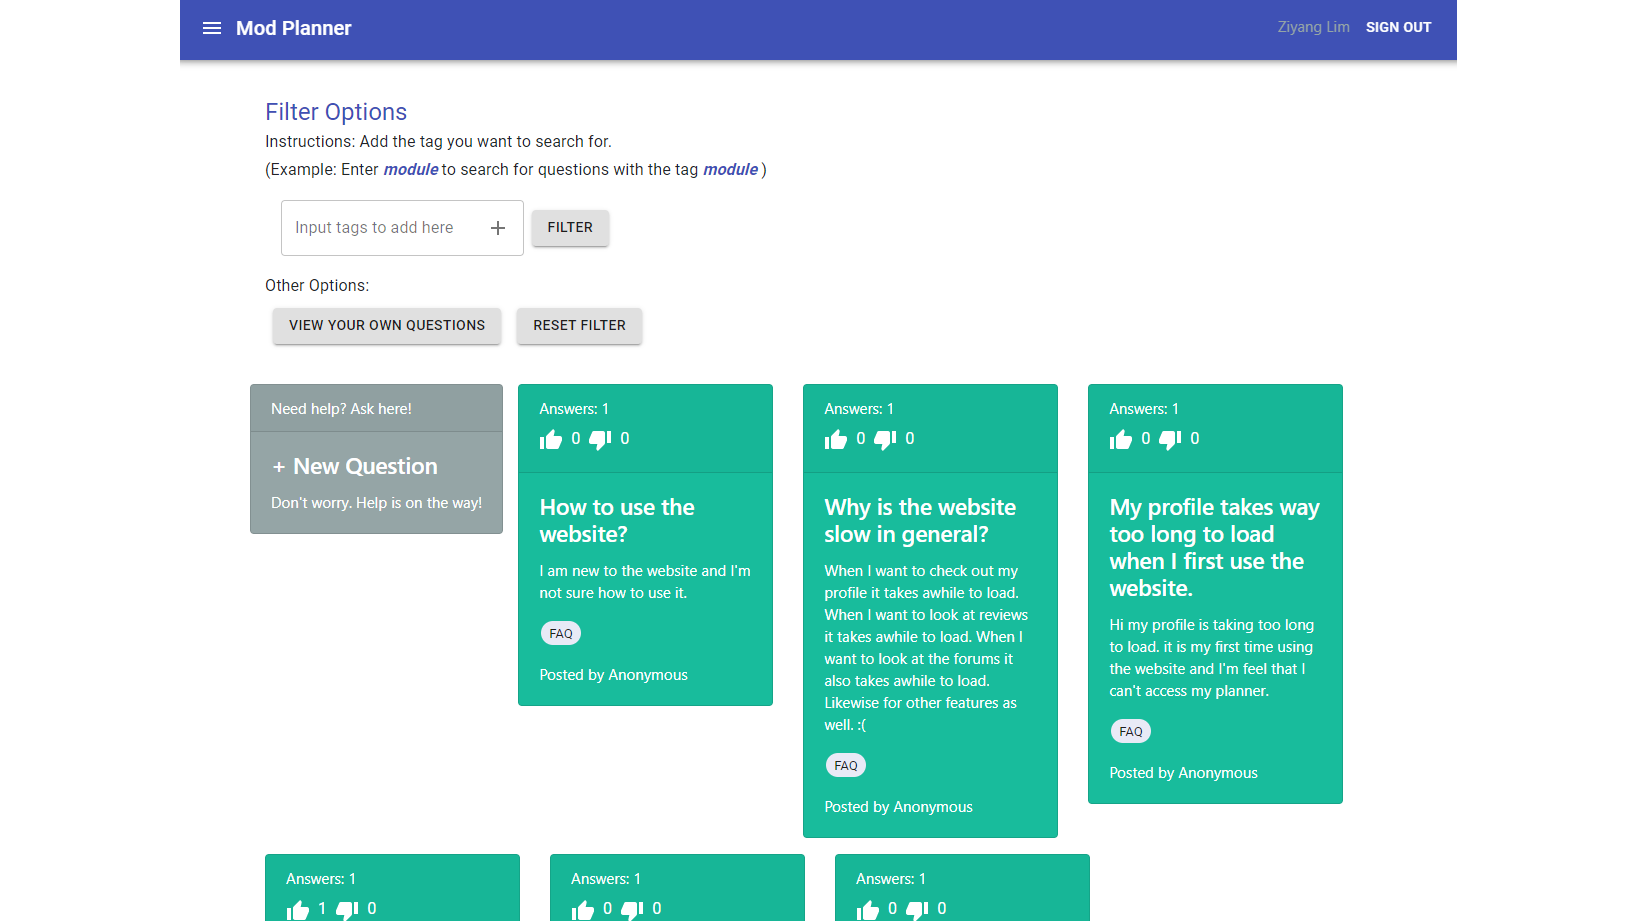 Mod Planner
Ziyang Lim
SIGN OUT
Filter Options
Instructions: Add the tag you want to search for.
(Example: Enter module to search for questions with the tag module )
Input tags to add here
FILTER
Other Options:
VIEW YOUR OWN QUESTIONS
RESET FILTER
Need help? Ask here!
+ New Question
Don't worry. Help is on the way!
Answers: 1
0 0
How to use the
website?
I am new to the website and I'm
not sure how to use it.
FAQ
Posted by Anonymous
Answers: 1
0 0
Why is the website
slow in general?
When I want to check out my
profile it takes awhile to load.
When I want to look at reviews
it takes awhile to load. When I
want to look at the forums it
also takes awhile to load.
Likewise for other features as
well. :(
FAQ
Posted by Anonymous
Answers: 1
0 0
My profile takes way
too long to load
when I first use the
website.
Hi my profile is taking too long
to load. it is my first time using
the website and I'm feel that I
can't access my planner.
FAQ
Posted by Anonymous
Answers: 1
1 0
Answers: 1
0 0
Answers: 1
0 0